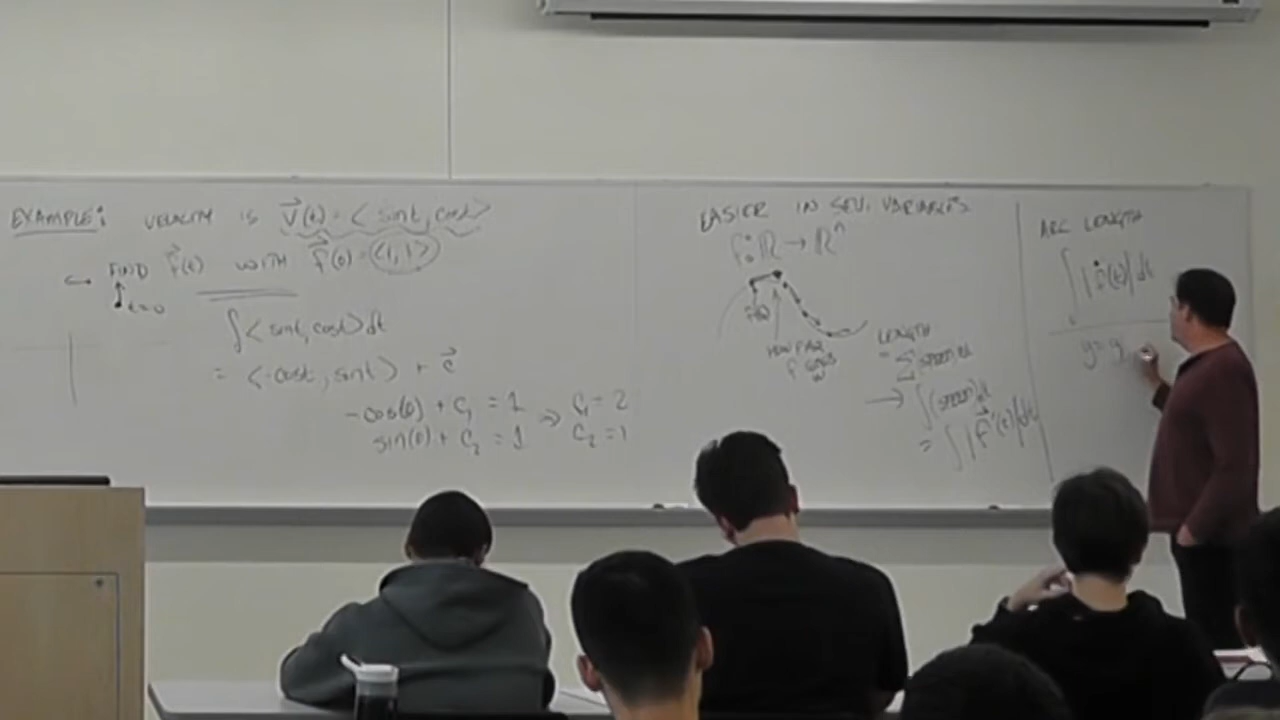 EXAMPLE: VELOCITY IS v⃗(t) = <sint, cost>
FIND r⃗(t) WITH r⃗(0) = <1,1>
t=0
∫<sint, cost>dt
= <-cost, sint> + c⃗
-cos(0) + C₁ = 1 ⇒ C₁ = 2
sin(0) + C₂ = 1 C₂ = 1
EASIER IN SEV. VARIABLES
f: ℝ → ℝⁿ
HOW FAR
LENGTH
= Σ (speed)dt
→ ∫(speed)dt
= ∫|r⃗'(t)|dt
ARC LENGTH
∫|r⃗(t)|dt
y=g